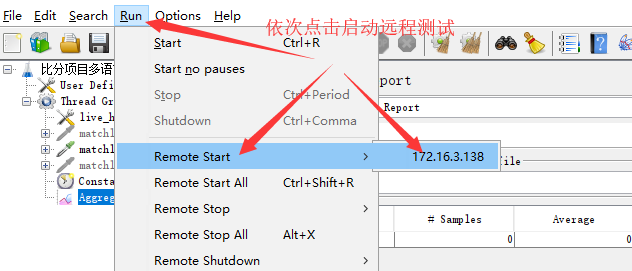 File Edit Search Run Options Help
依次点击启动远程测试
比分项目多语
User Defi
Thread Gr
live_h
matchl
matchl
matchl
Consta
Aggreg
Start Ctrl+R
Start no pauses
Stop Ctrl+Period
Shutdown Ctrl+Comma
Remote Start
172.16.3.138
Remote Start All Ctrl+Shift+R
Remote Stop
Remote Stop All Alt+X
Remote Shutdown
port
Report
File
# Samples Average
0 0